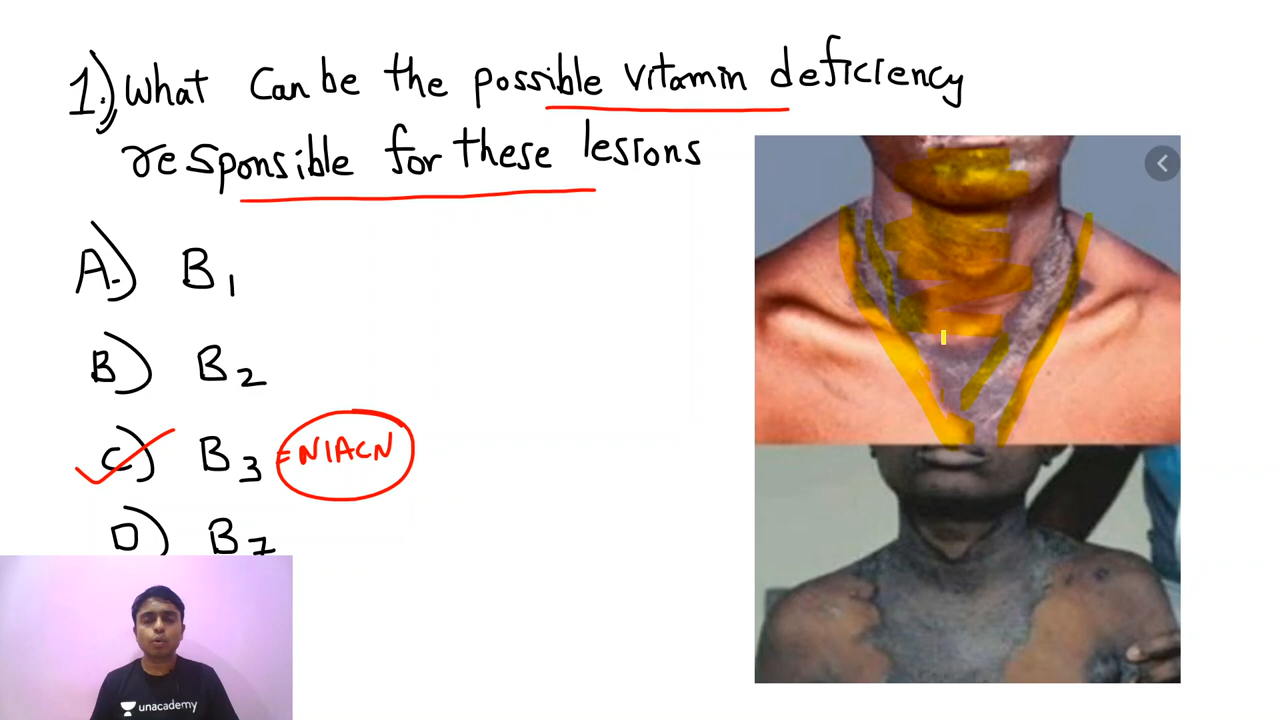 1.) What can be the possible vitamin deficiency
responsible for these lesions
A.) B1
B) B2
C) B3 = NIACN
D) B7
unacademy